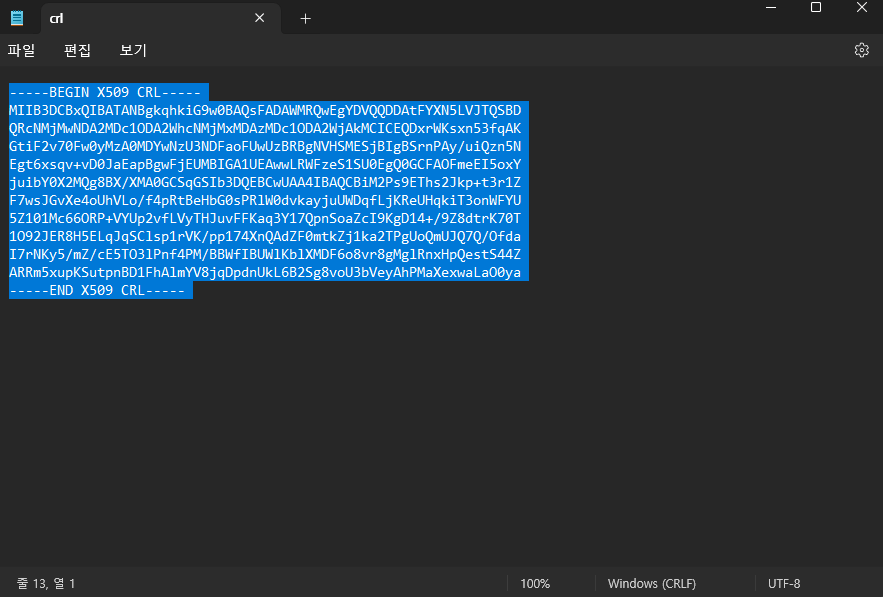 crl
파일 편집 보기
-----BEGIN X509 CRL-----
MIIB3DCBxQIBATANBgkqhkiG9w0BAQsFADAWMRQwEgYDVQQDDAtFYXN5LVJTQSBD
QRcNMjMwNDA2MDc1ODA2WhcNMjMxMDAzMDc1ODA2WjAkMCICEQDxrWKsxn53fqAK
GtiF2v70Fw0yMzA0MDYwNzU3NDFaoFUwUzBRBgNVHSMESjBIgBSrnPAy/uiQzn5N
Egt6xsqv+vD0JaEapBgwFjEUMBIGA1UEAwwLRWFzeS1SU0EgQ0GCFAOFmeEI5oxY
juibY0X2MQg8BX/XMA0GCSqGSIb3DQEBCwUAA4IBAQCBiM2Ps9EThs2Jkp+t3r1Z
F7wsJGvXe4oUhVLo/f4pRtBeHbG0sPRlW0dvkayjuUWDqfLjKReUHqkiT3onWFYU
5Z101Mc66ORP+VYUp2vfLVyTHJuvFFKaq3Y17QpnSoaZcI9KgD14+/9Z8dtrK70T
1O92JER8H5ELqJqSClsp1rVK/pp174XnQAdZF0mtkZj1ka2TPgUoQmUJQ7Q/Ofda
I7rNKy5/mZ/cE5TO3lPnf4PM/BBWfIBUWlKblXMDF6o8vr8gMglRnxHpQestS44Z
ARRm5xupKSutpnBD1FhAlmYV8jqDpdnUkL6B2Sg8voU3bVeyAhPMaXexwaLaO0ya
-----END X509 CRL-----
줄 13, 열 1 100% Windows (CRLF) UTF-8